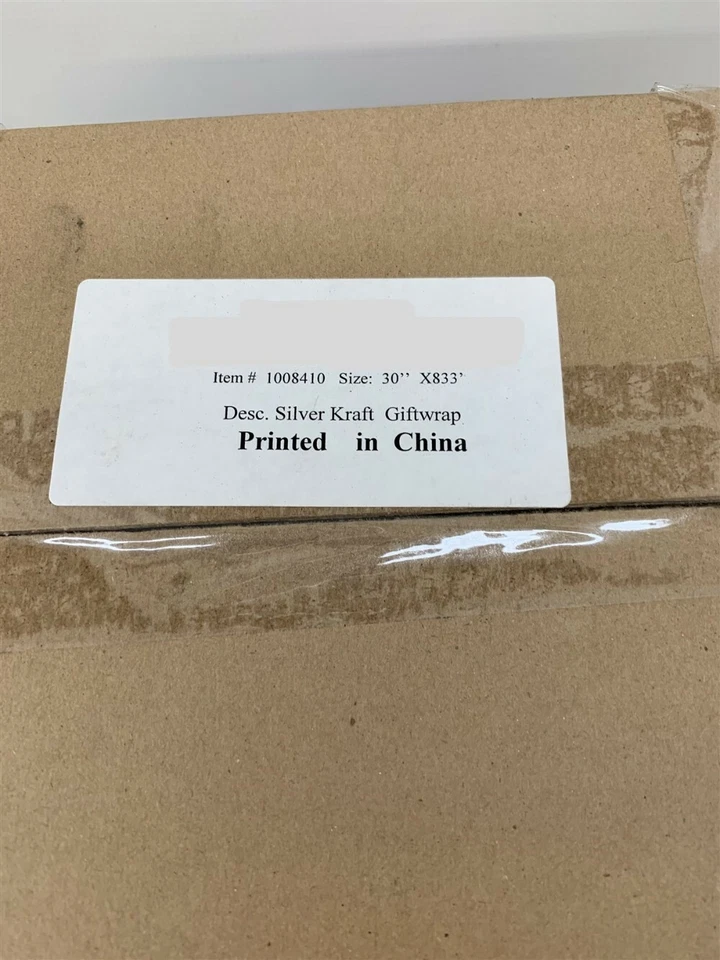 Item # 1008410 Size: 30'' X833'
Desc. Silver Kraft Giftwrap
Printed in China